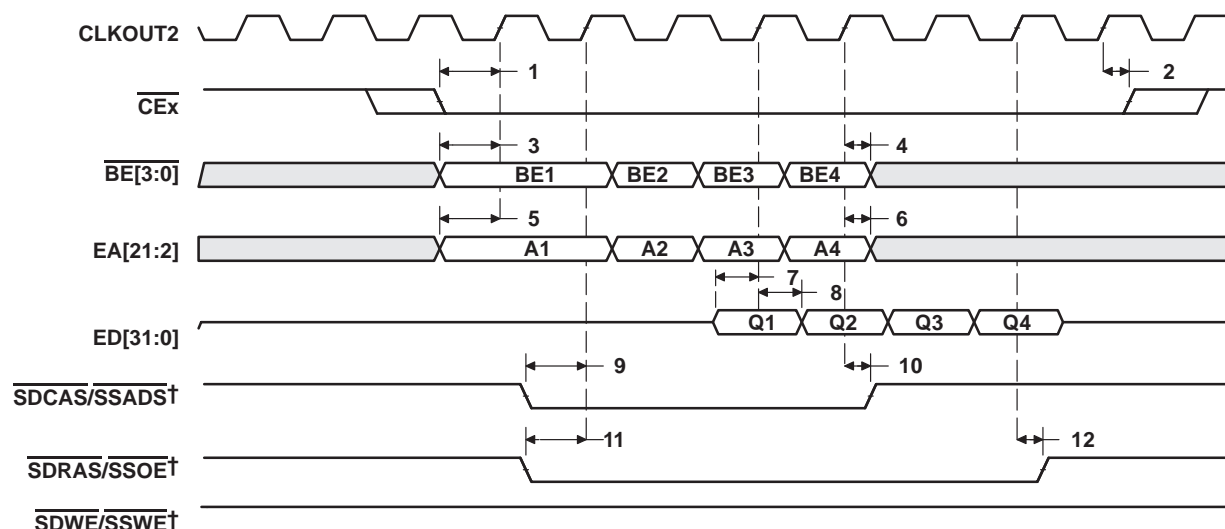 CLKOUT2
1 2
CEx
3 4
BE[3:0] BE1 BE2 BE3 BE4
5 6
EA[21:2] A1 A2 A3 A4
7
8
ED[31:0] Q1 Q2 Q3 Q4
9 10
SDCAS/SSADS†
11 12
SDRAS/SSOE†
SDWE/SSWE†